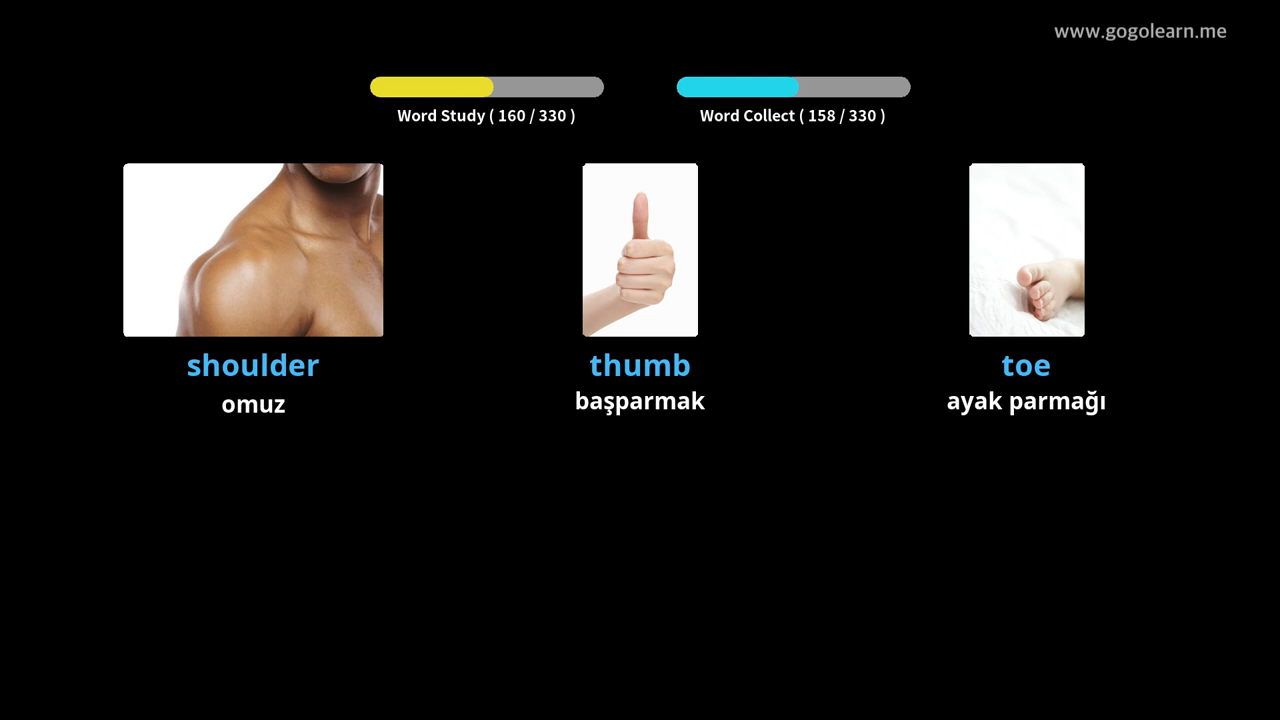 www.gogolearn.me
Word Study ( 160 / 330 )
Word Collect ( 158 / 330 )
shoulder
omuz
thumb
başparmak
toe
ayak parmağı